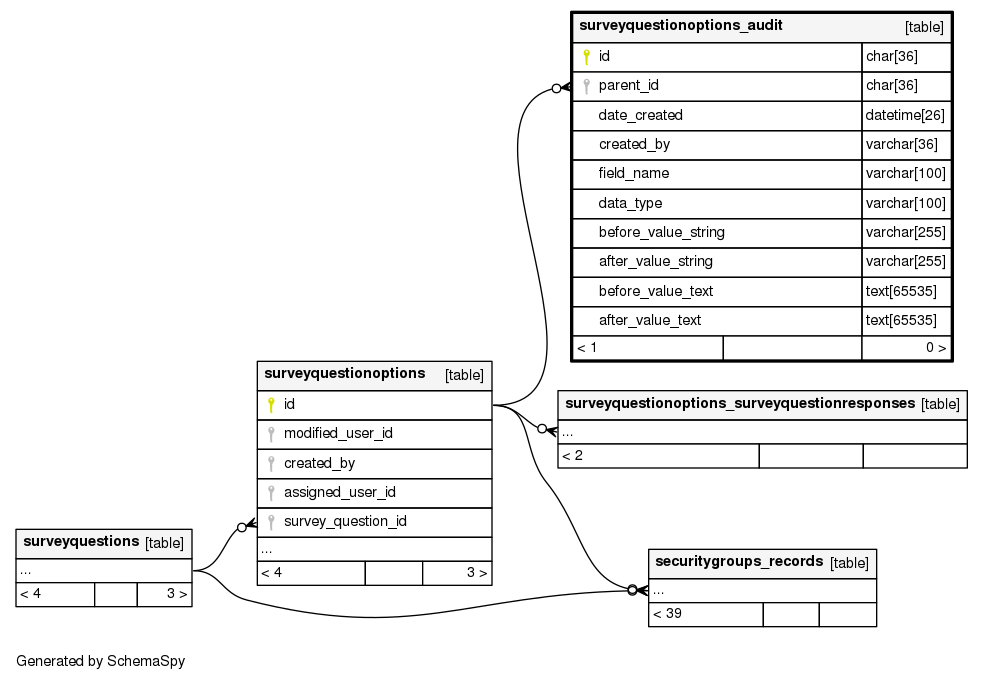 surveyquestionoptions_audit [table]
id char[36]
parent_id char[36]
date_created datetime[26]
created_by varchar[36]
field_name varchar[100]
data_type varchar[100]
before_value_string varchar[255]
after_value_string varchar[255]
before_value_text text[65535]
after_value_text text[65535]
< 1 0 >
surveyquestionoptions [table]
id
modified_user_id
created_by
assigned_user_id
survey_question_id
...
< 4 3 >
surveyquestionoptions_surveyquestionresponses [table]
...
< 2
surveyquestions [table]
...
< 4 3 >
securitygroups_records [table]
...
< 39
Generated by SchemaSpy